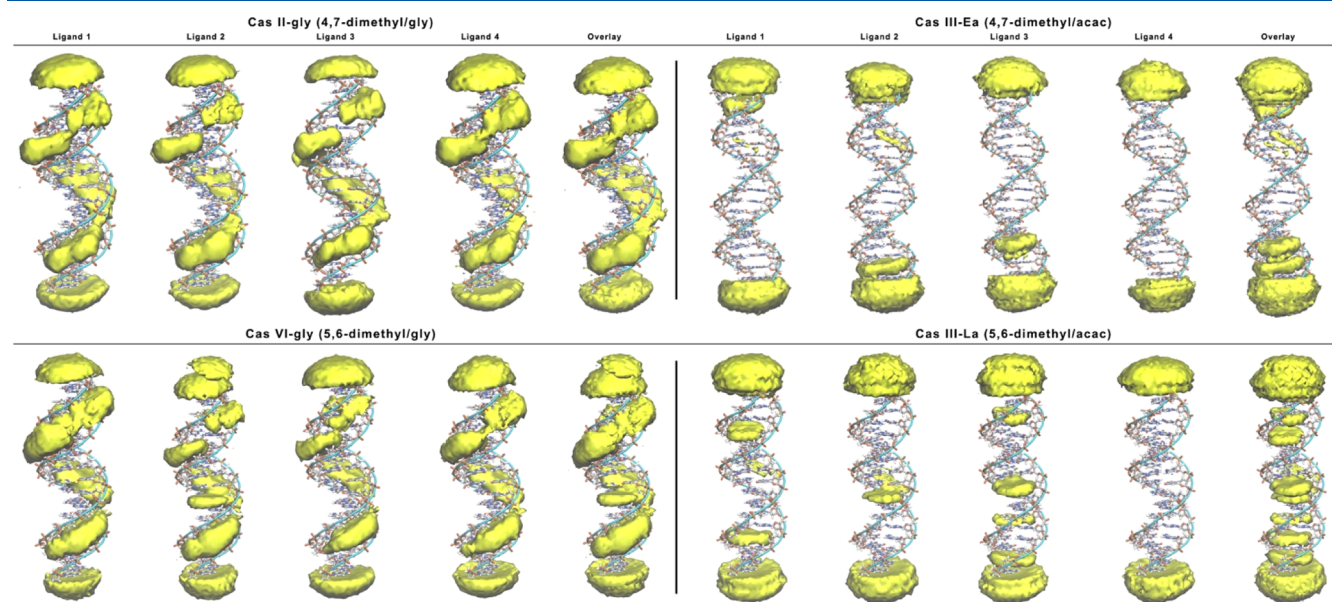 Cas II-gly (4,7-dimethyl/gly)
Ligand 1 Ligand 2 Ligand 3 Ligand 4 Overlay
Cas III-Ea (4,7-dimethyl/acac)
Ligand 1 Ligand 2 Ligand 3 Ligand 4 Overlay
Cas VI-gly (5,6-dimethyl/gly)
Cas III-La (5,6-dimethyl/acac)